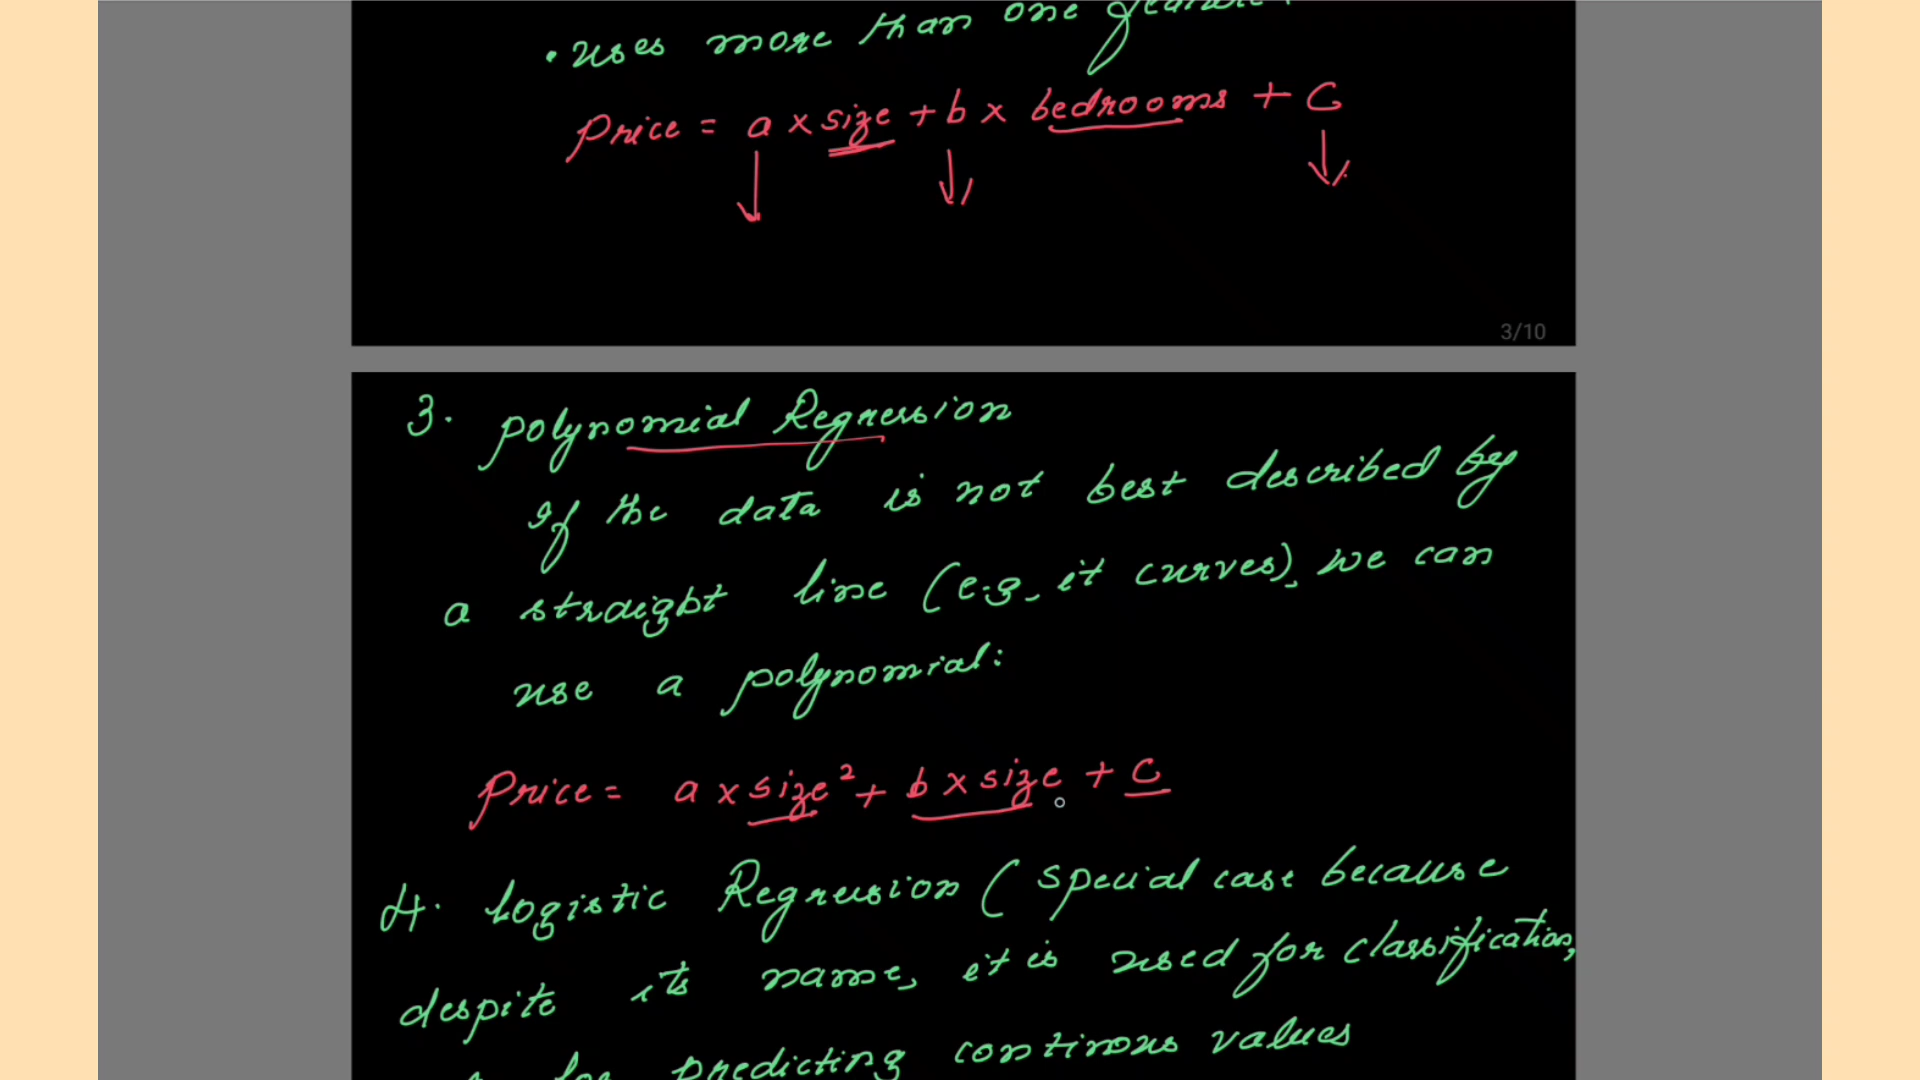 • uses more than one
Price = a × size + b × bedrooms + C
3/10
3. Polynomial Regression
If the data is not best described by
a straight line (e.g, it curves), we can
use a polynomial:
Price = a × size² + b × size + C
4. Logistic Regression ( special case because
despite its name, it is used for classification,
for predicting continous values